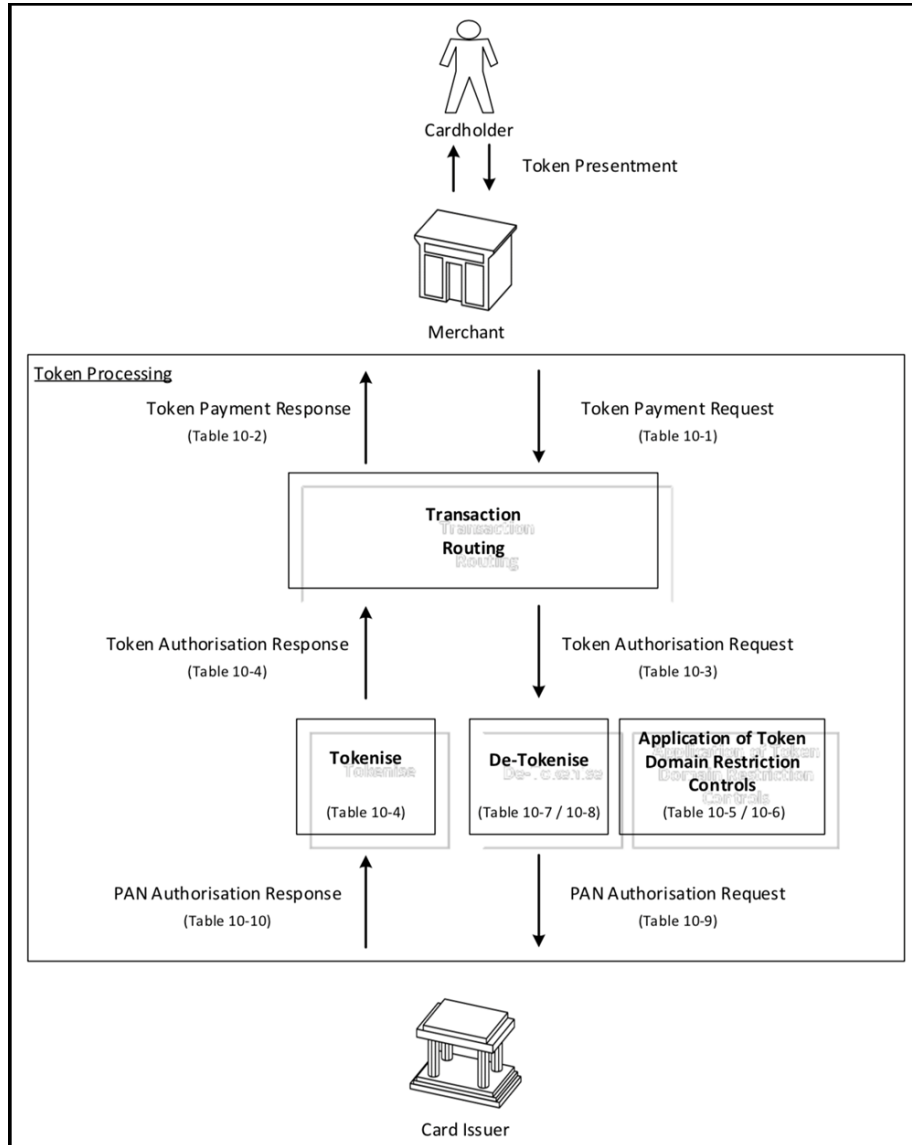 Cardholder
Token Presentment
Merchant
Token Processing
Token Payment Response
(Table 10-2)
Token Payment Request
(Table 10-1)
Transaction
Routing
Token Authorisation Response
(Table 10-4)
Token Authorisation Request
(Table 10-3)
Tokenise
(Table 10-4)
De-Tokenise
(Table 10-7 / 10-8)
Application of Token
Domain Restriction
Controls
(Table 10-5 / 10-6)
PAN Authorisation Response
(Table 10-10)
PAN Authorisation Request
(Table 10-9)
Card Issuer